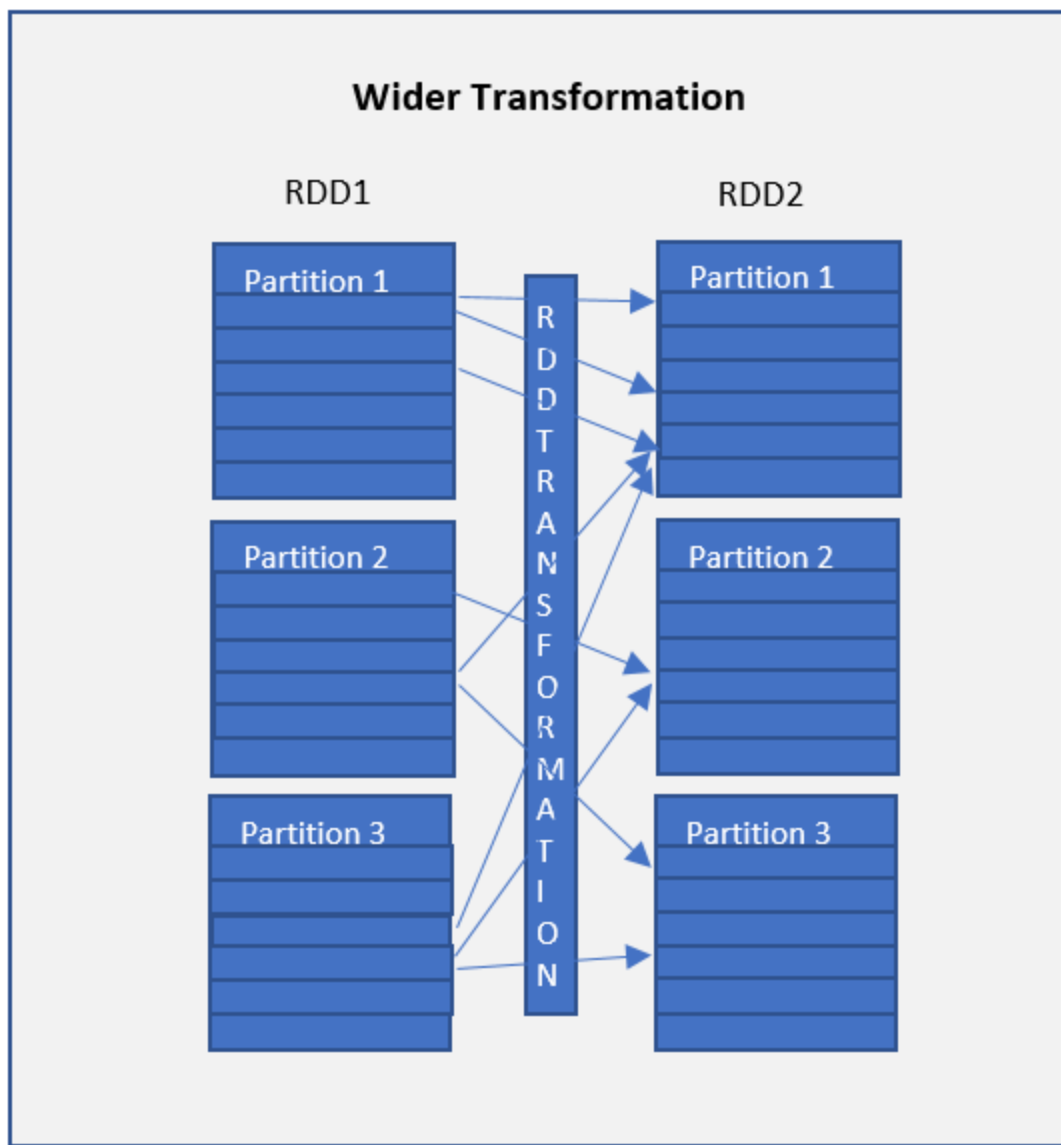 Wider Transformation
RDD1
RDD2
Partition 1
Partition 2
Partition 3
R
D
D
T
R
A
N
S
F
O
R
M
A
T
I
O
N
Partition 1
Partition 2
Partition 3